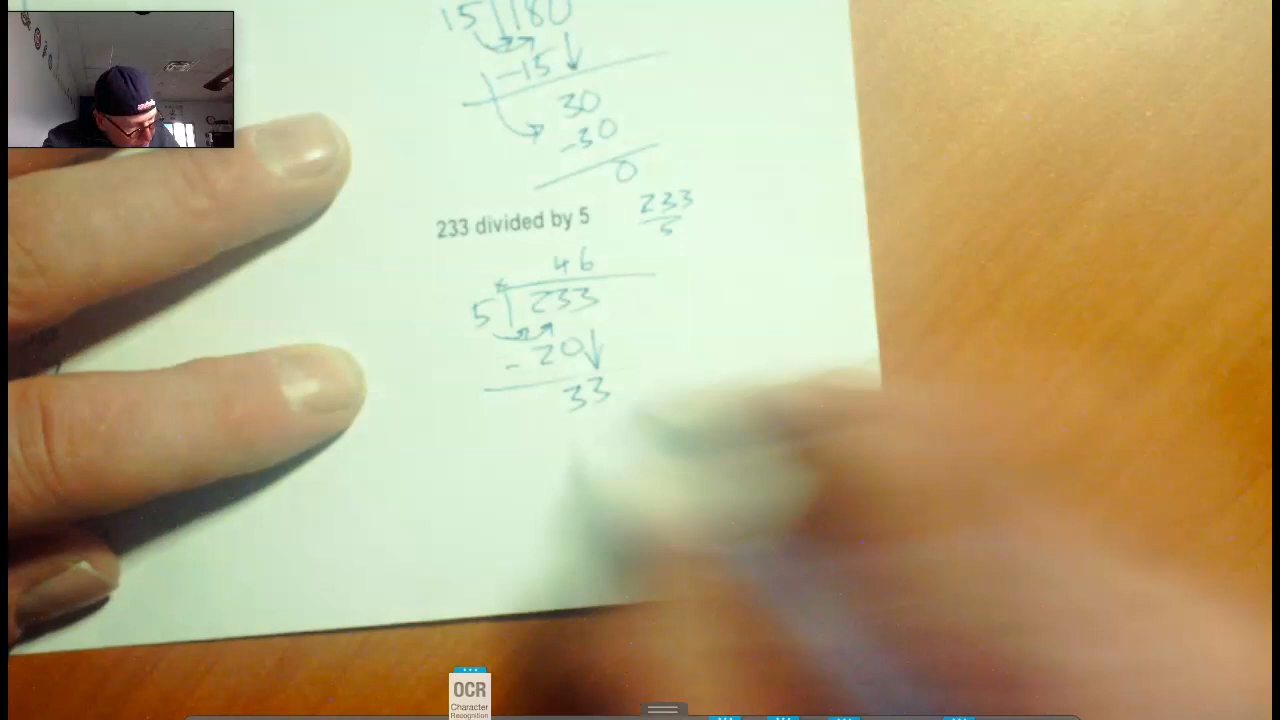 15 180
-15
30
-30
0
233 divided by 5
233
5
46
5 233
-20
33
OCR
Character
Recognition